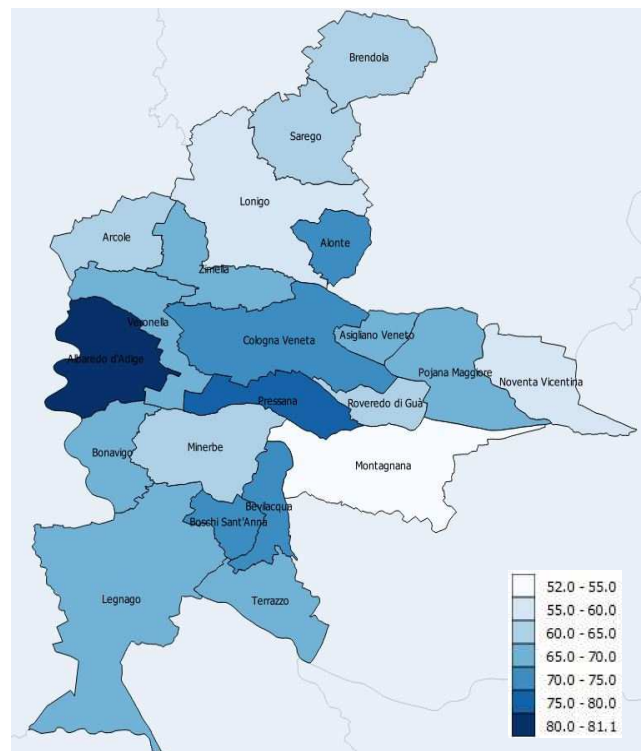 Brendola
Sarego
Lonigo
Arcole
Alonte
Zimella
Veronella
Asigliano Veneto
Cologna Veneta
Albaredo d'Adige
Pojana Maggiore
Noventa Vicentina
Pressana
Roveredo di Guà
Minerbe
Bonavigo
Montagnana
Bevilacqua
Boschi Sant'Anna
Legnago
Terrazzo
52.0 - 55.0
55.0 - 60.0
60.0 - 65.0
65.0 - 70.0
70.0 - 75.0
75.0 - 80.0
80.0 - 81.1